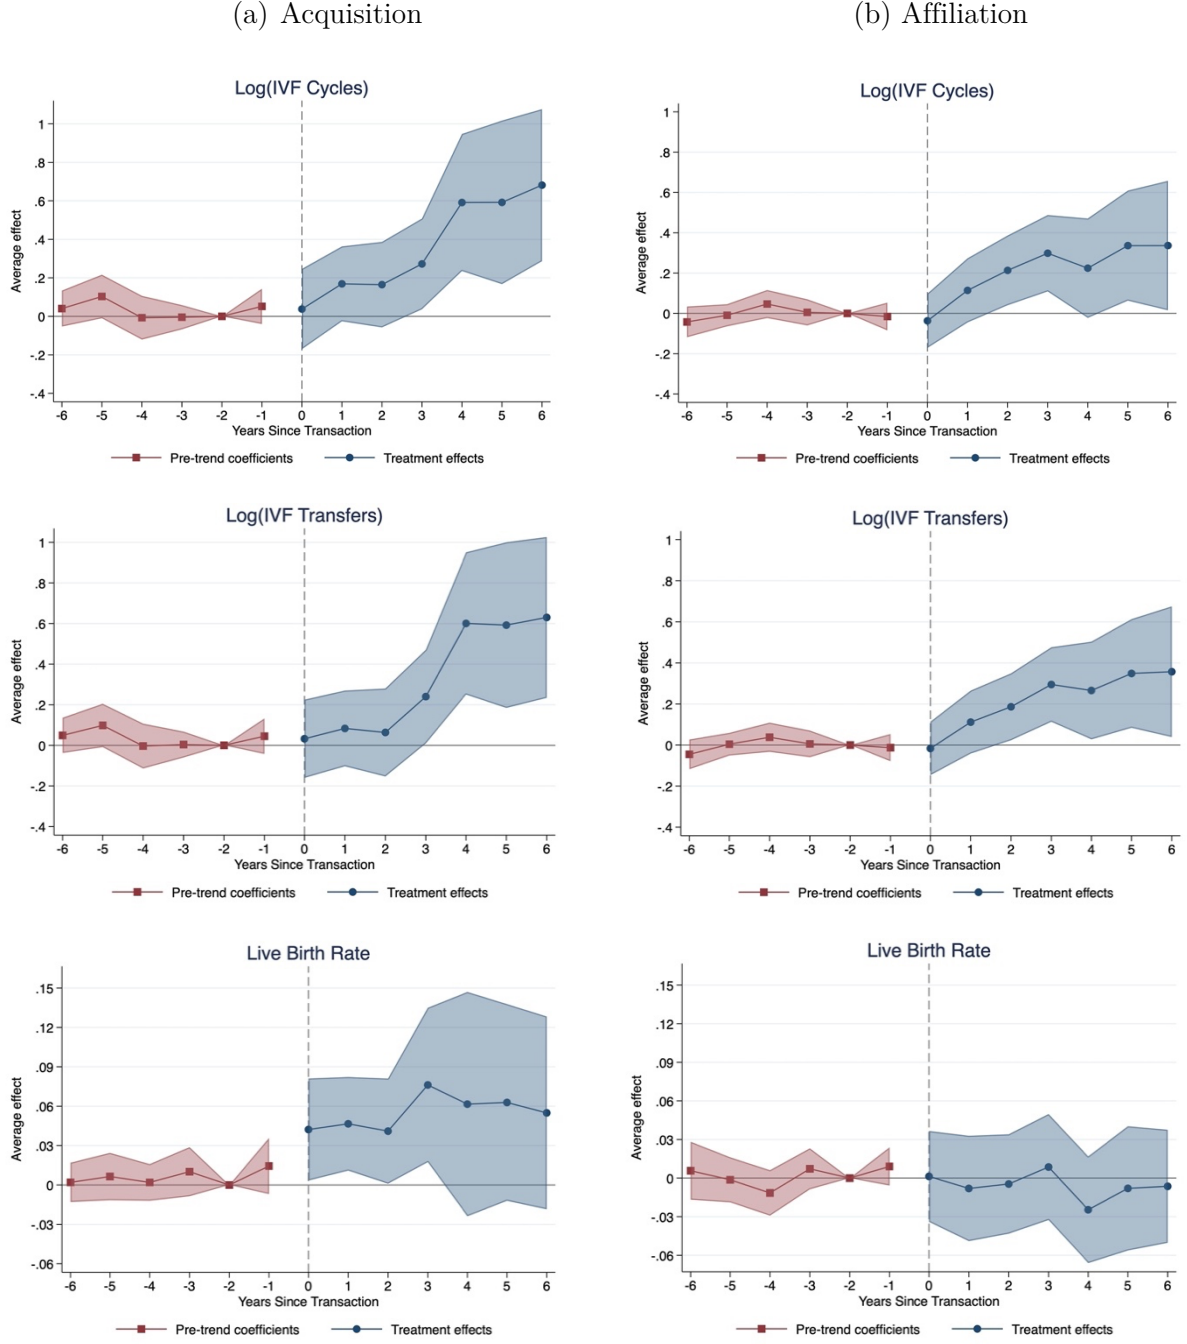 (a) Acquisition
(b) Affiliation
Log(IVF Cycles)
Average effect
1
.8
.6
.4
.2
0
-.2
-.4
-6 -5 -4 -3 -2 -1 0 1 2 3 4 5 6
Years Since Transaction
Pre-trend coefficients Treatment effects
Log(IVF Cycles)
Average effect
1
.8
.6
.4
.2
0
-.2
-.4
-6 -5 -4 -3 -2 -1 0 1 2 3 4 5 6
Years Since Transaction
Pre-trend coefficients Treatment effects
Log(IVF Transfers)
Average effect
1
.8
.6
.4
.2
0
-.2
-.4
-6 -5 -4 -3 -2 -1 0 1 2 3 4 5 6
Years Since Transaction
Pre-trend coefficients Treatment effects
Log(IVF Transfers)
Average effect
1
.8
.6
.4
.2
0
-.2
-.4
-6 -5 -4 -3 -2 -1 0 1 2 3 4 5 6
Years Since Transaction
Pre-trend coefficients Treatment effects
Live Birth Rate
Average effect
.15
.12
.09
.06
.03
0
-.03
-.06
-6 -5 -4 -3 -2 -1 0 1 2 3 4 5 6
Years Since Transaction
Pre-trend coefficients Treatment effects
Live Birth Rate
Average effect
.15
.12
.09
.06
.03
0
-.03
-.06
-6 -5 -4 -3 -2 -1 0 1 2 3 4 5 6
Years Since Transaction
Pre-trend coefficients Treatment effects